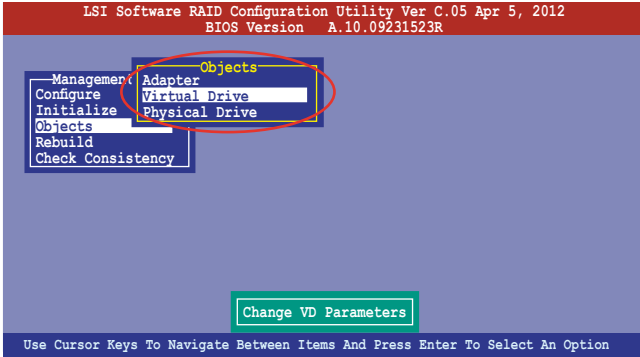 LSI Software RAID Configuration Utility Ver C.05 Apr 5, 2012
BIOS Version A.10.09231523R
Management
Configure
Initialize
Objects
Rebuild
Check Consistency
Objects
Adapter
Virtual Drive
Physical Drive
Change VD Parameters
Use Cursor Keys To Navigate Between Items And Press Enter To Select An Option